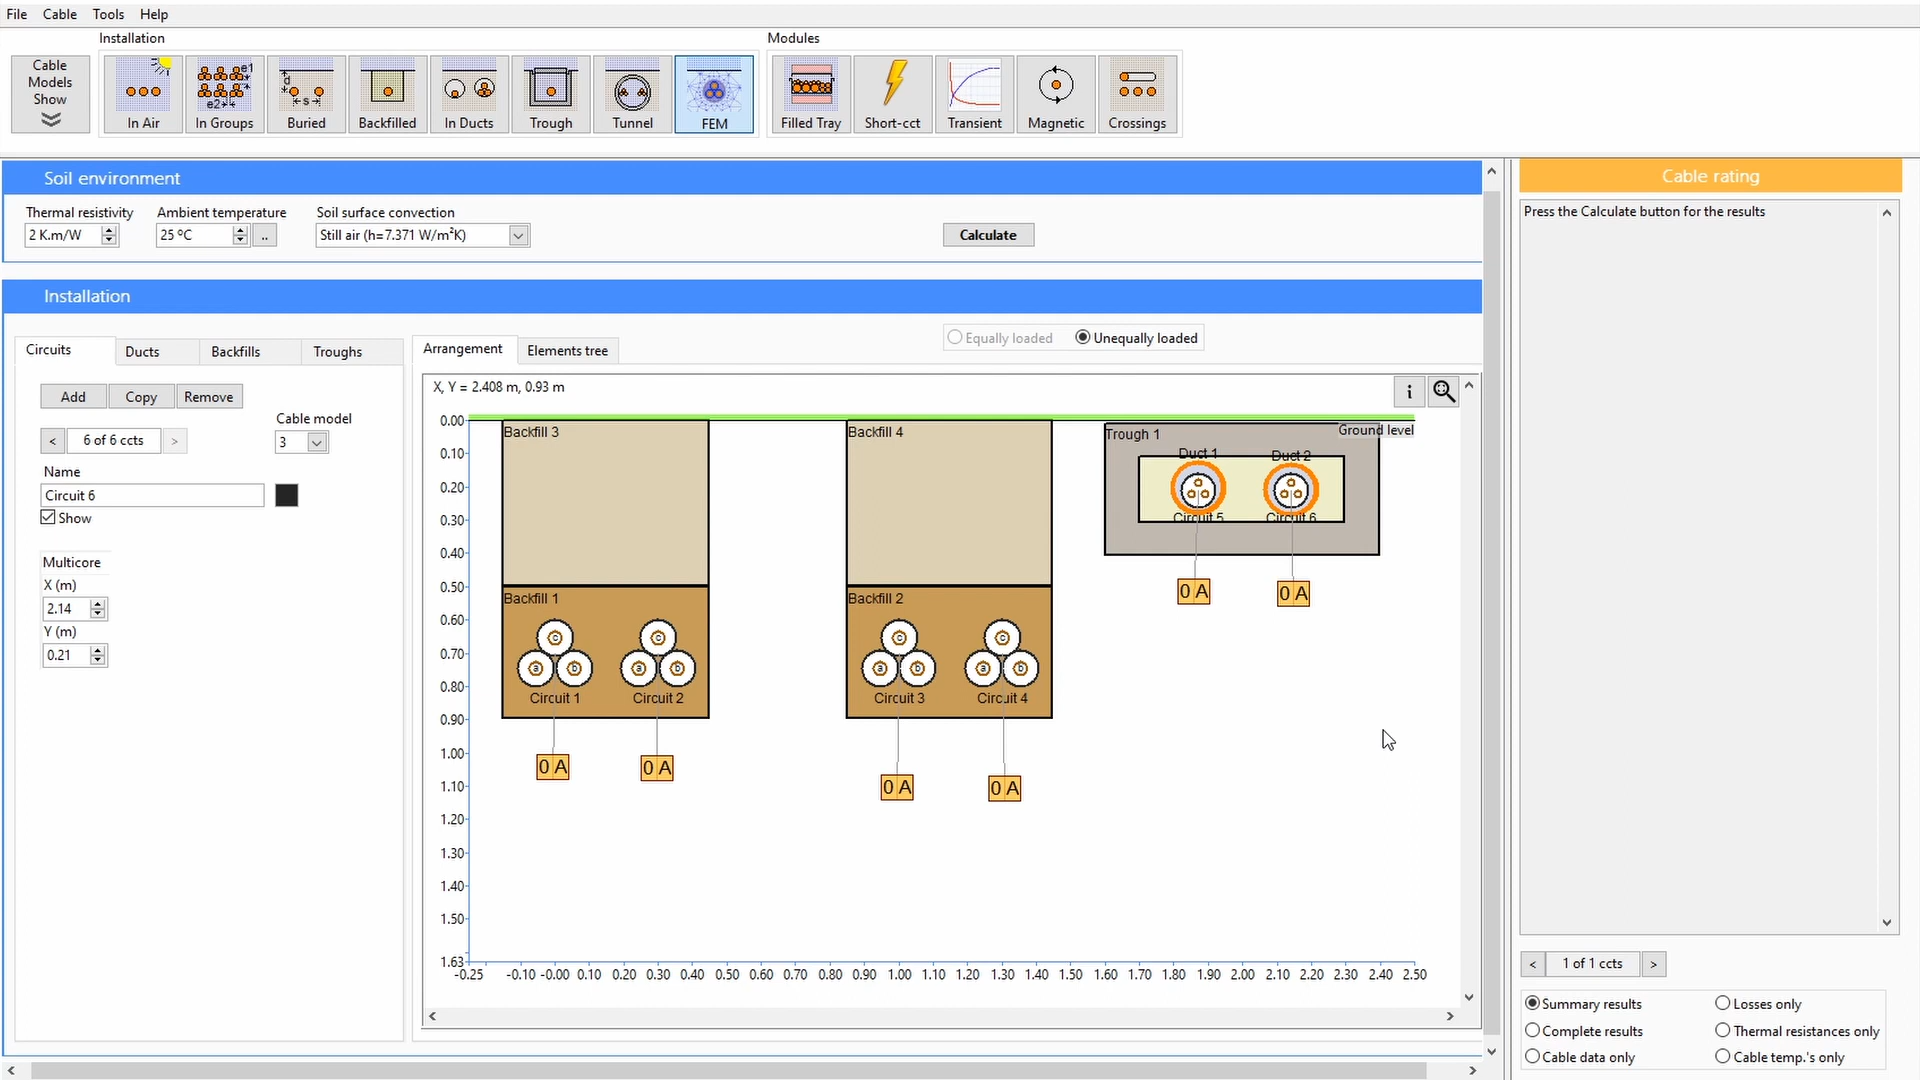 File Cable Tools Help
Installation
Modules
Cable Models Show
In Air
e1 e2
In Groups
d s
Buried
Backfilled
In Ducts
Trough
Tunnel
FEM
Filled Tray
Short-cct
Transient
Magnetic
Crossings
Soil environment
Thermal resistivity
2 K.m/W
Ambient temperature
25 ºC
..
Soil surface convection
Still air (h=7.371 W/m²K)
Calculate
Installation
Circuits Ducts Backfills Troughs
Add Copy Remove
Cable model
< 6 of 6 ccts >
3
Name
Circuit 6
Show
Multicore
X (m)
2.14
Y (m)
0.21
Arrangement Elements tree
Equally loaded Unequally loaded
X, Y = 2.408 m, 0.93 m
i
0.00
0.10
0.20
0.30
0.40
0.50
0.60
0.70
0.80
0.90
1.00
1.10
1.20
1.30
1.40
1.50
1.63
-0.25 -0.10 -0.00 0.10 0.20 0.30 0.40 0.50 0.60 0.70 0.80 0.90 1.00 1.10 1.20 1.30 1.40 1.50 1.60 1.70 1.80 1.90 2.00 2.10 2.20 2.30 2.40 2.50
Ground level
Backfill 3
Backfill 4
Trough 1
Duct 1
Duct 2
Circuit 5
Circuit 6
0 A
0 A
Backfill 1
c c
a b a b
Circuit 1
Circuit 2
0 A
0 A
Backfill 2
c c
a b a b
Circuit 3
Circuit 4
0 A
0 A
Cable rating
Press the Calculate button for the results
< 1 of 1 ccts >
Summary results
Losses only
Complete results
Thermal resistances only
Cable data only
Cable temp.'s only